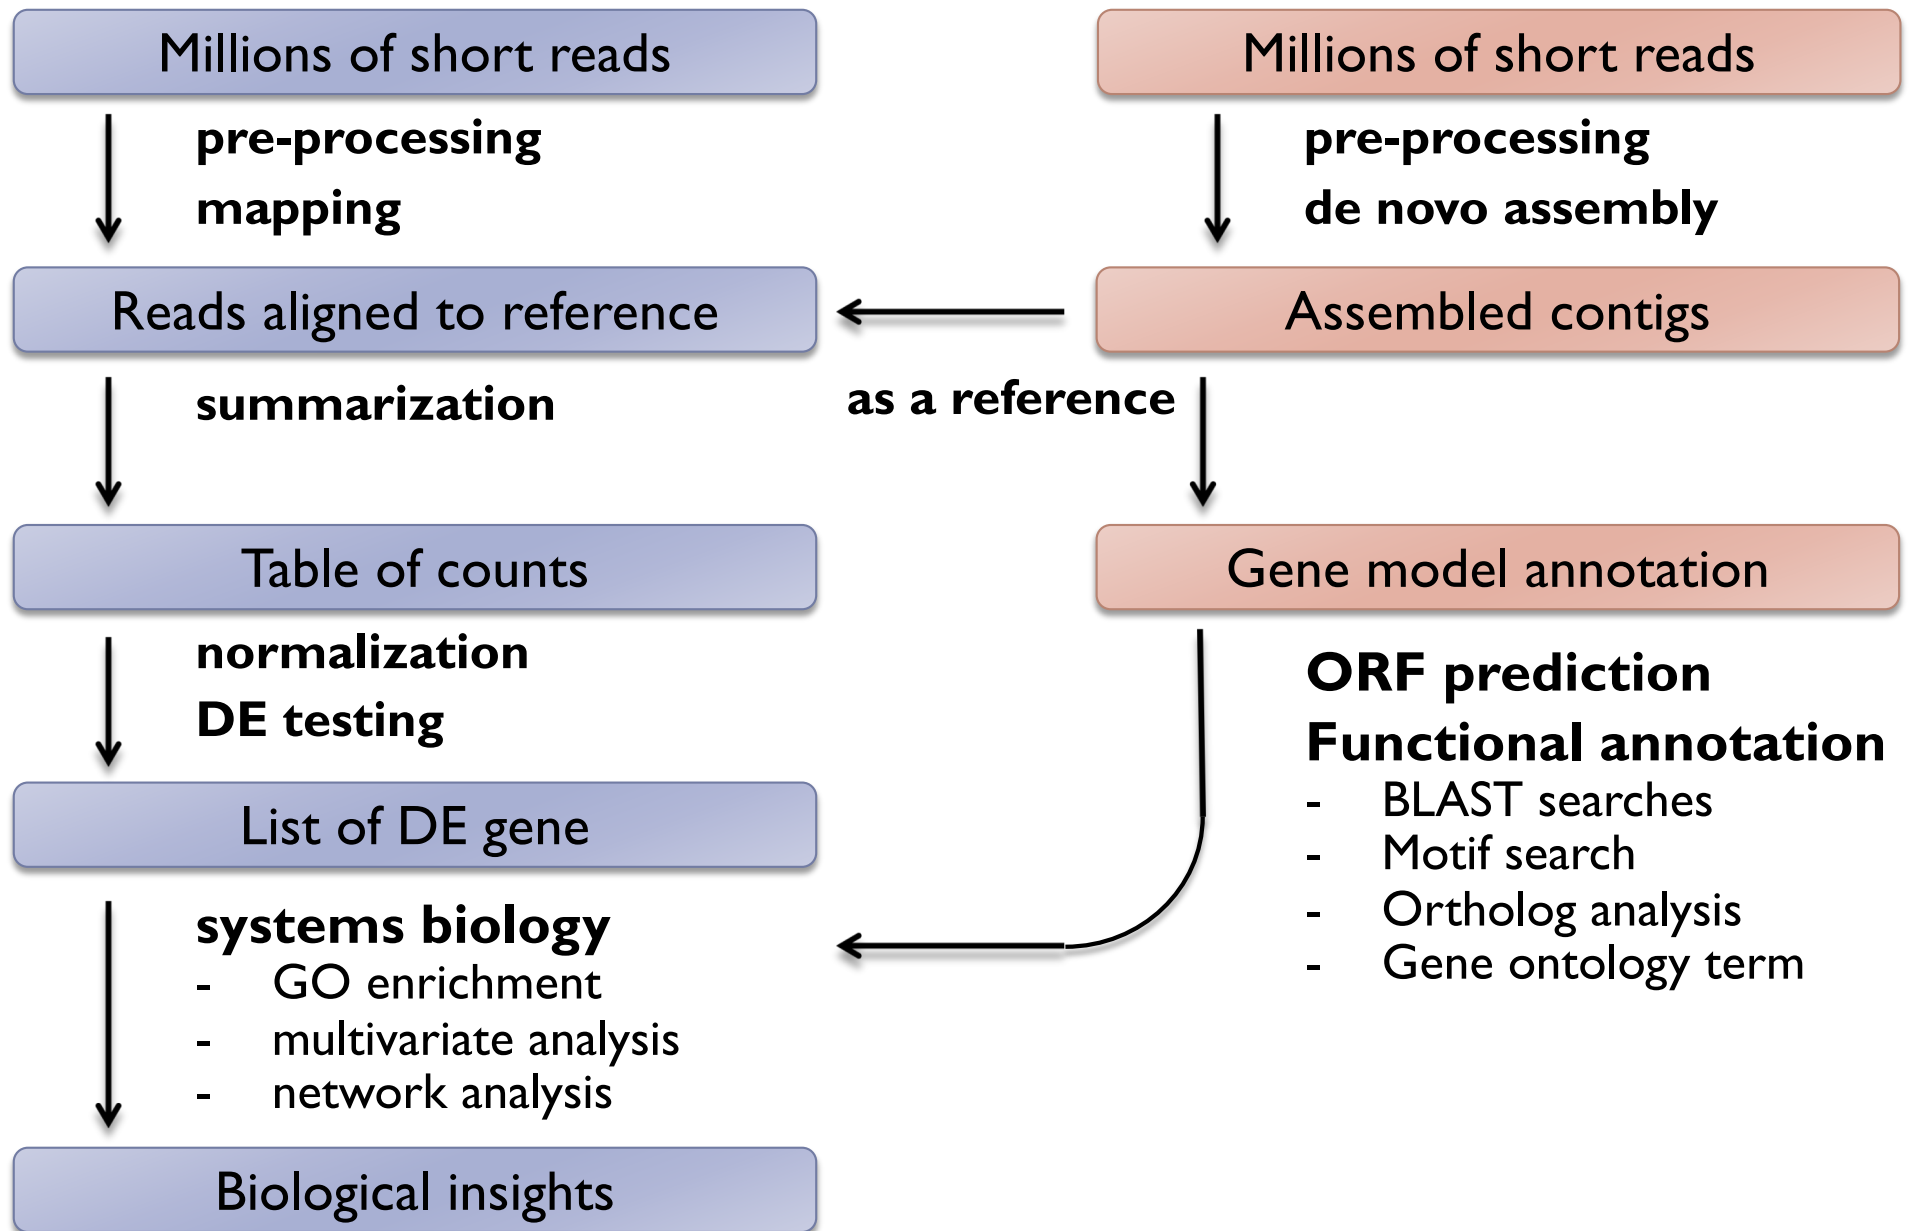 Millions of short reads
pre-processing
mapping
Reads aligned to reference
summarization
Table of counts
normalization
DE testing
List of DE gene
systems biology
- GO enrichment
- multivariate analysis
- network analysis
Biological insights
Millions of short reads
pre-processing
de novo assembly
Assembled contigs
as a reference
Gene model annotation
ORF prediction
Functional annotation
- BLAST searches
- Motif search
- Ortholog analysis
- Gene ontology term